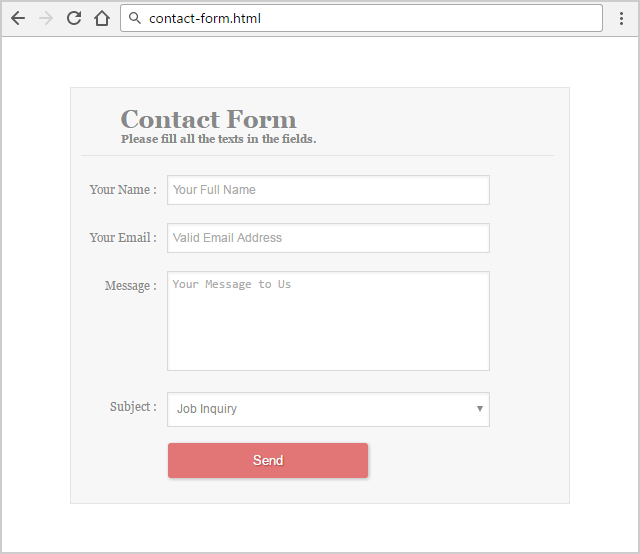 contact-form.html
Contact Form
Please fill all the texts in the fields.
Your Name :
Your Full Name
Your Email :
Valid Email Address
Message :
Your Message to Us
Subject :
Job Inquiry
Send